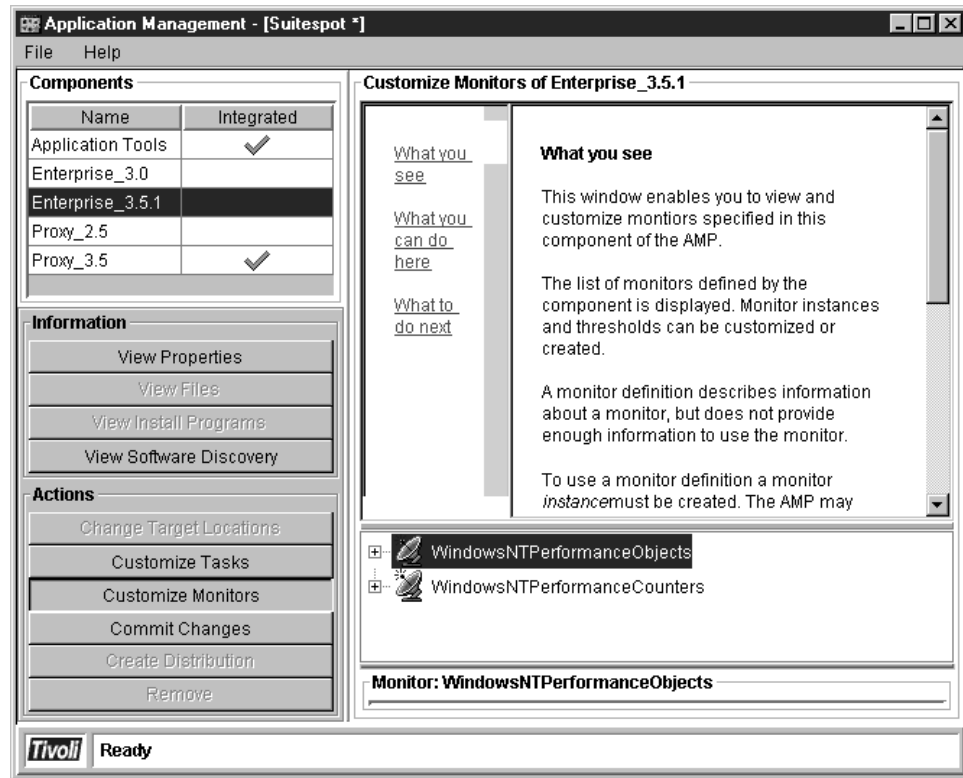 Application Management - [Suitespot *]
File Help
Components
Name Integrated
Application Tools
Enterprise_3.0
Enterprise_3.5.1
Proxy_2.5
Proxy_3.5
Information
View Properties
View Files
View Install Programs
View Software Discovery
Actions
Change Target Locations
Customize Tasks
Customize Monitors
Commit Changes
Create Distribution
Remove
Customize Monitors of Enterprise_3.5.1
What you
see
What you
can do
here
What to
do next
What you see
This window enables you to view and
customize montiors specified in this
component of the AMP.
The list of monitors defined by the
component is displayed. Monitor instances
and thresholds can be customized or
created.
A monitor definition describes information
about a monitor, but does not provide
enough information to use the monitor.
To use a monitor definition a monitor
instancemust be created. The AMP may
WindowsNTPerformanceObjects
WindowsNTPerformanceCounters
Monitor: WindowsNTPerformanceObjects
Tivoli Ready